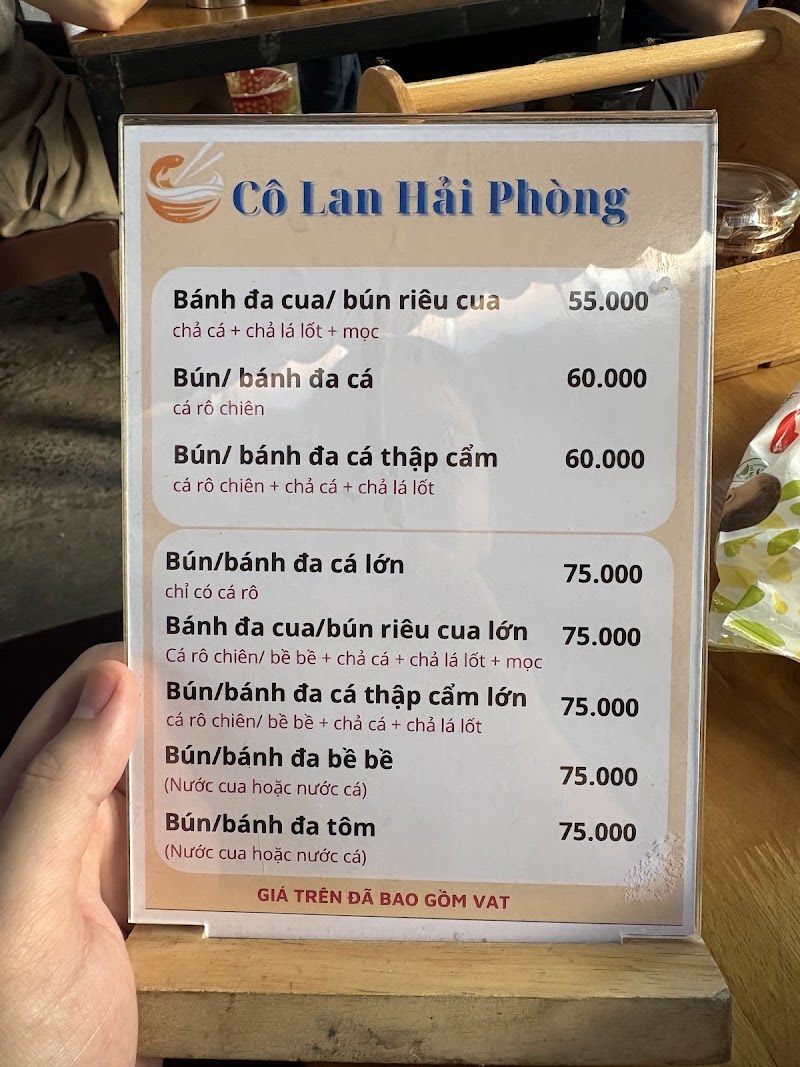 Cô Lan Hải Phòng
Bánh đa cua/ bún riêu cua 55.000
chả cá + chả lá lốt + mọc
Bún/ bánh đa cá 60.000
cá rô chiên
Bún/ bánh đa cá thập cẩm 60.000
cá rô chiên + chả cá + chả lá lốt
Bún/bánh đa cá lớn 75.000
chỉ có cá rô
Bánh đa cua/bún riêu cua lớn 75.000
Cá rô chiên/ bề bề + chả cá + chả lá lốt + mọc
Bún/bánh đa cá thập cẩm lớn 75.000
cá rô chiên/ bề bề + chả cá + chả lá lốt
Bún/bánh đa bề bề 75.000
(Nước cua hoặc nước cá)
Bún/bánh đa tôm 75.000
(Nước cua hoặc nước cá)
GIÁ TRÊN ĐÃ BAO GỒM VAT